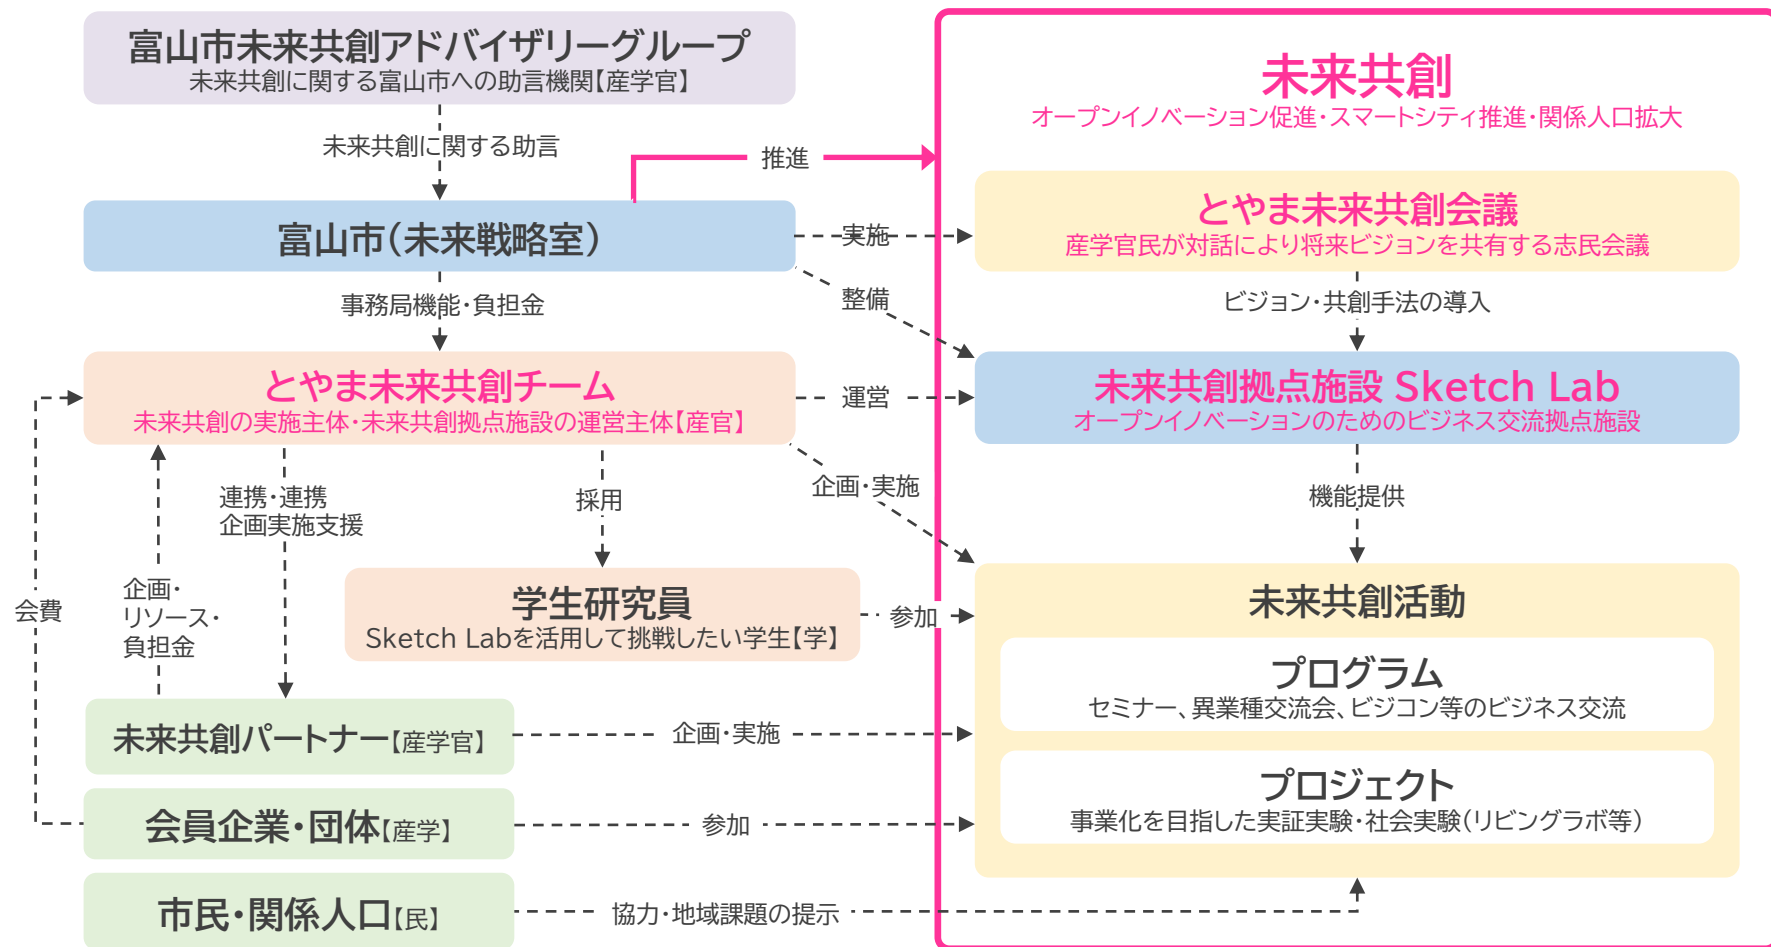 富山市未来共創アドバイザリーグループ
未来共創に関する富山市への助言機関【産学官】
未来共創に関する助言
推進
富山市(未来戦略室)
実施
整備
事務局機能・負担金
とやま未来共創チーム
未来共創の実施主体・未来共創拠点施設の運営主体【産官】
運営
企画・実施
連携・連携
企画実施支援
採用
企画・
リソース・
負担金
会費
学生研究員
Sketch Labを活用して挑戦したい学生【学】
参加
未来共創パートナー【産学官】
企画・実施
会員企業・団体【産学】
参加
市民・関係人口【民】
協力・地域課題の提示
未来共創
オープンイノベーション促進・スマートシティ推進・関係人口拡大
とやま未来共創会議
産学官民が対話により将来ビジョンを共有する志民会議
ビジョン・共創手法の導入
未来共創拠点施設 Sketch Lab
オープンイノベーションのためのビジネス交流拠点施設
機能提供
未来共創活動
プログラム
セミナー、異業種交流会、ビジコン等のビジネス交流
プロジェクト
事業化を目指した実証実験・社会実験(リビングラボ等)